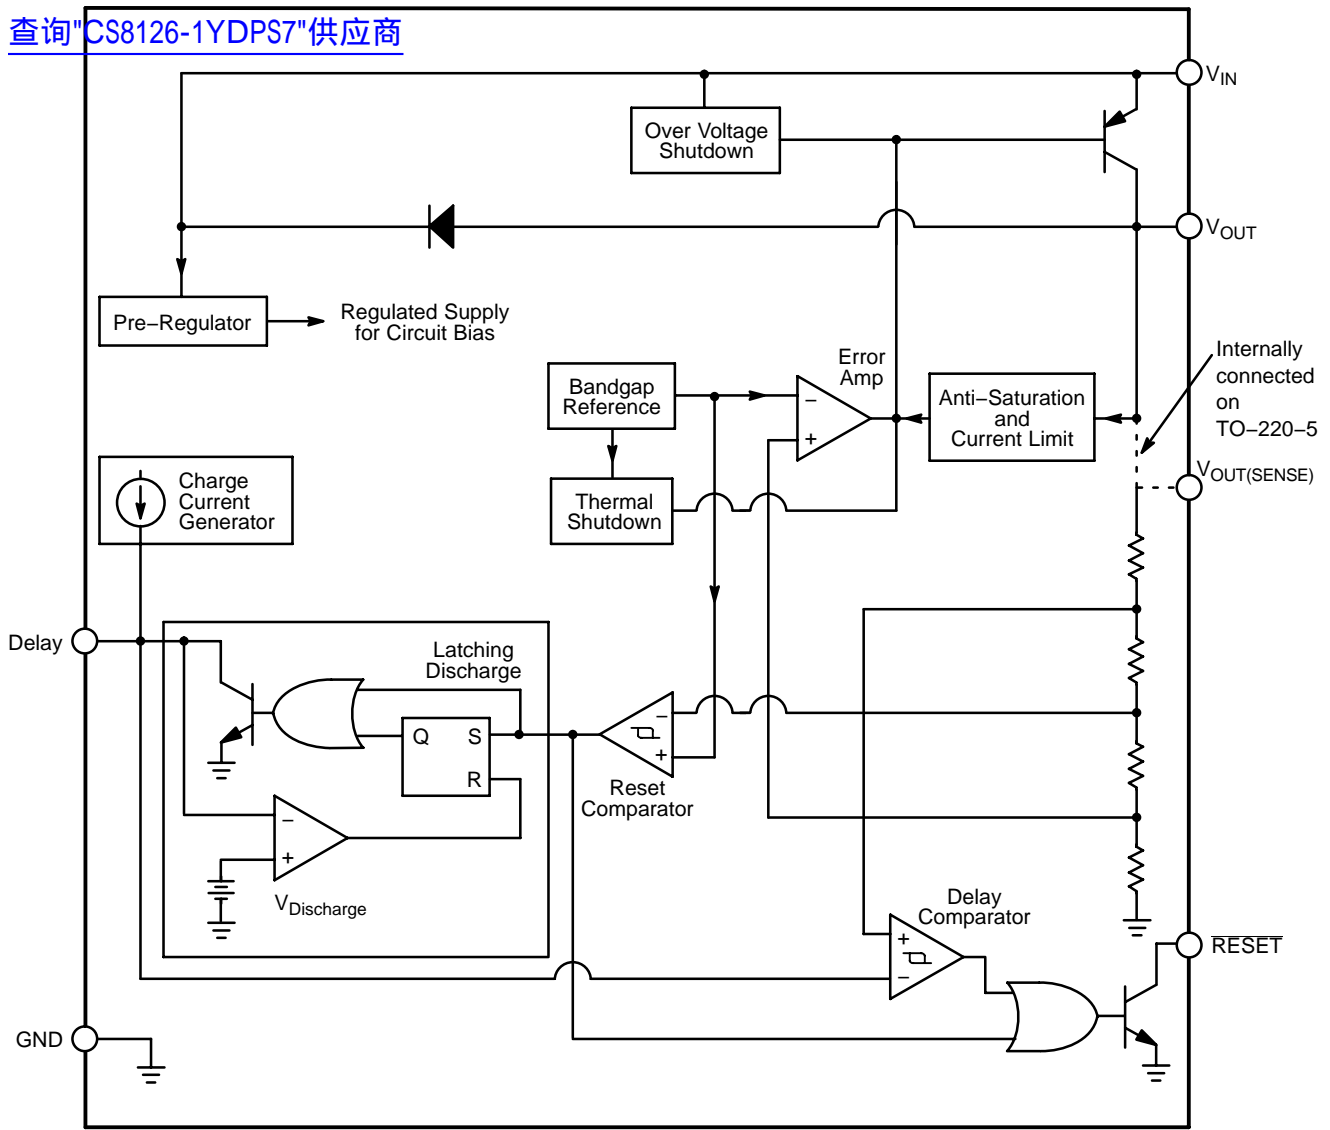 查询"CS8126-1YDPS7"供应商
VIN
Over Voltage
Shutdown
VOUT
Pre–Regulator
Regulated Supply
for Circuit Bias
Error
Amp
Internally
connected
on
TO–220–5
Bandgap
Reference
–
+
Anti–Saturation
and
Current Limit
VOUT(SENSE)
Charge
Current
Generator
Thermal
Shutdown
Delay
Latching
Discharge
Q
S
R
–
+
Reset
Comparator
–
+
VDischarge
Delay
Comparator
+
–
RESET
GND